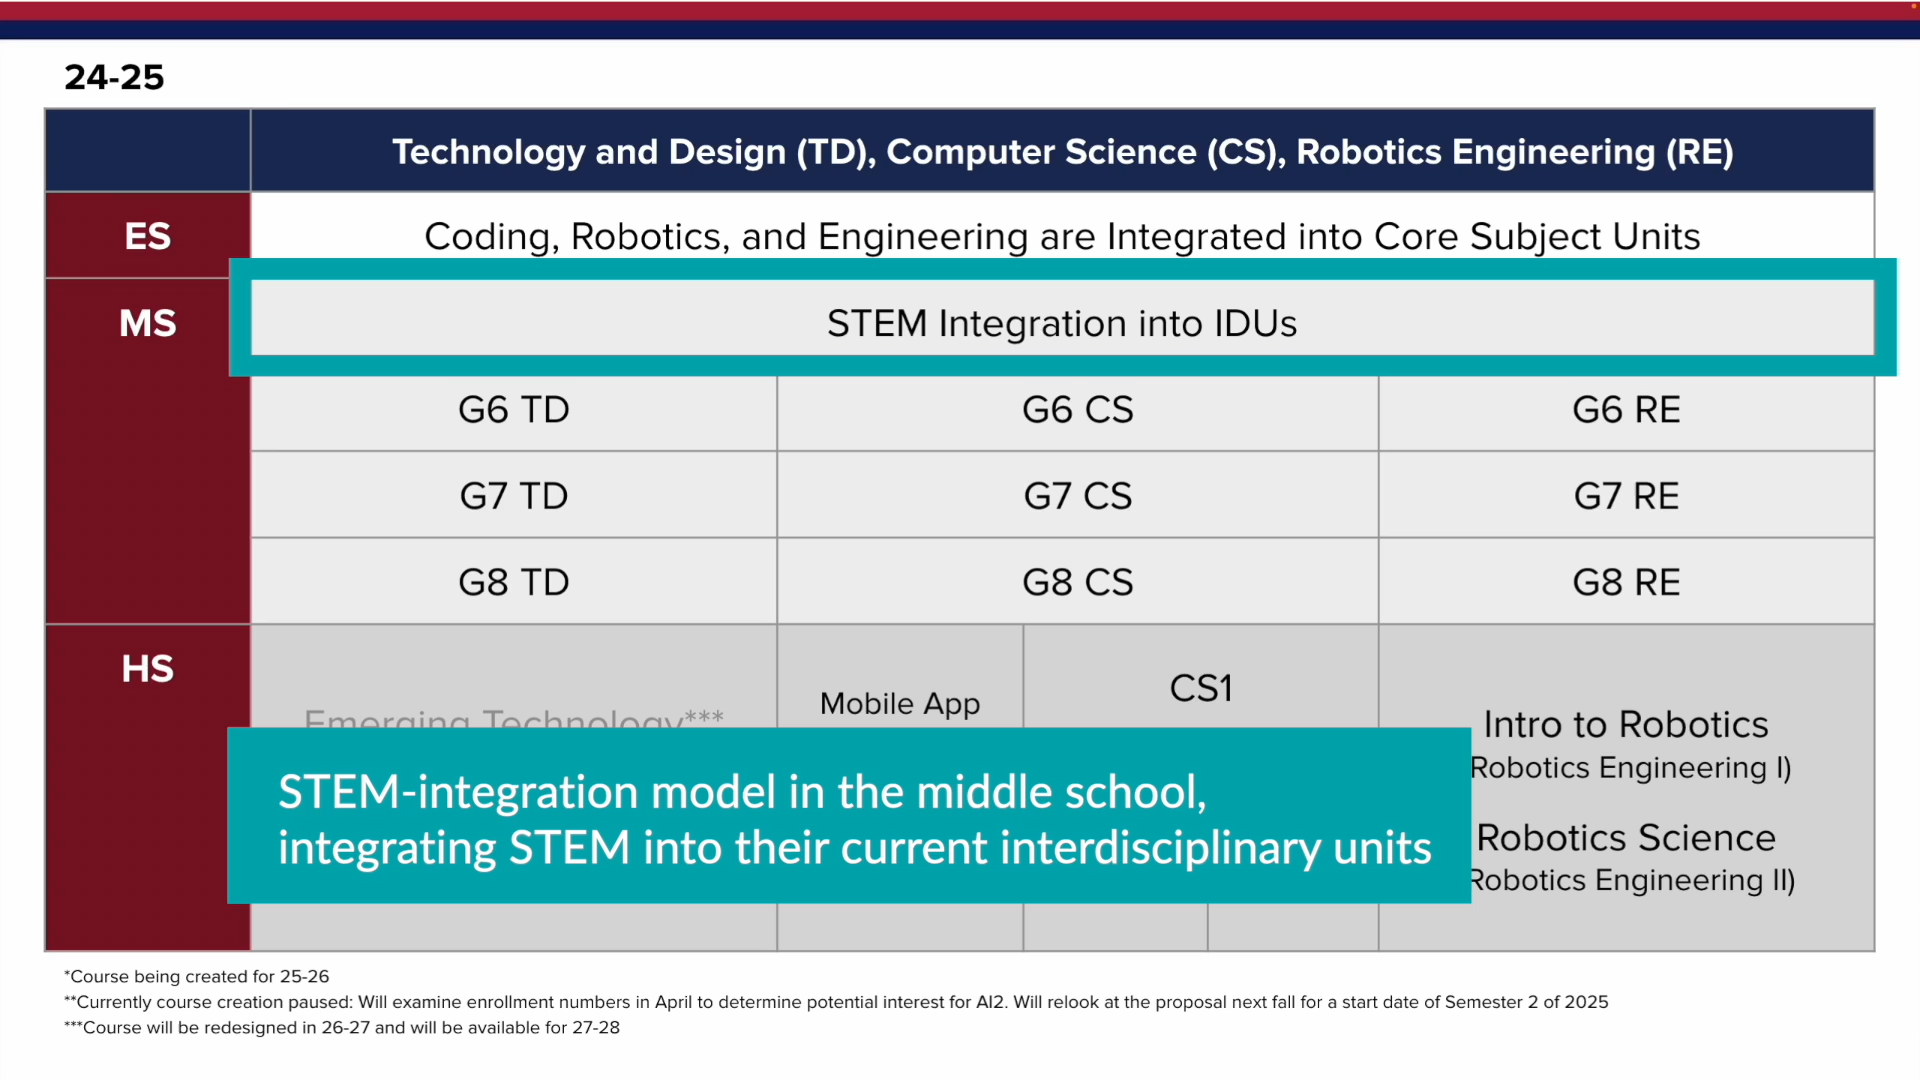 24-25
Technology and Design (TD), Computer Science (CS), Robotics Engineering (RE)
ES
Coding, Robotics, and Engineering are Integrated into Core Subject Units
MS
STEM Integration into IDUs
G6 TD
G6 CS
G6 RE
G7 TD
G7 CS
G7 RE
G8 TD
G8 CS
G8 RE
HS
Emerging Technology***
Mobile App
CS1
Intro to Robotics
Robotics Engineering I)
Robotics Science
Robotics Engineering II)
STEM-integration model in the middle school,
integrating STEM into their current interdisciplinary units
*Course being created for 25-26
**Currently course creation paused: Will examine enrollment numbers in April to determine potential interest for AI2. Will relook at the proposal next fall for a start date of Semester 2 of 2025
***Course will be redesigned in 26-27 and will be available for 27-28